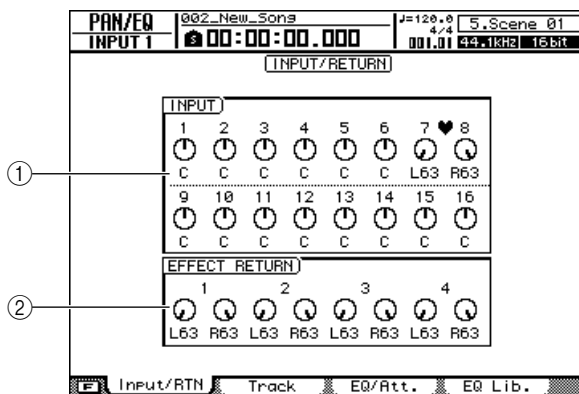 PAN/EQ
INPUT 1
002_New_Song
S 00:00:00.000
♩=120.0
4/4
001.01
5.Scene 01
44.1kHz 16bit
INPUT/RETURN
INPUT
1 2 3 4 5 6 7 ♥ 8
C C C C C C L63 R63
①
9 10 11 12 13 14 15 16
C C C C C C C C
EFFECT RETURN
1 2 3 4
②
L63 R63 L63 R63 L63 R63 L63 R63
F Input/RTN Track EQ/Att. EQ Lib.